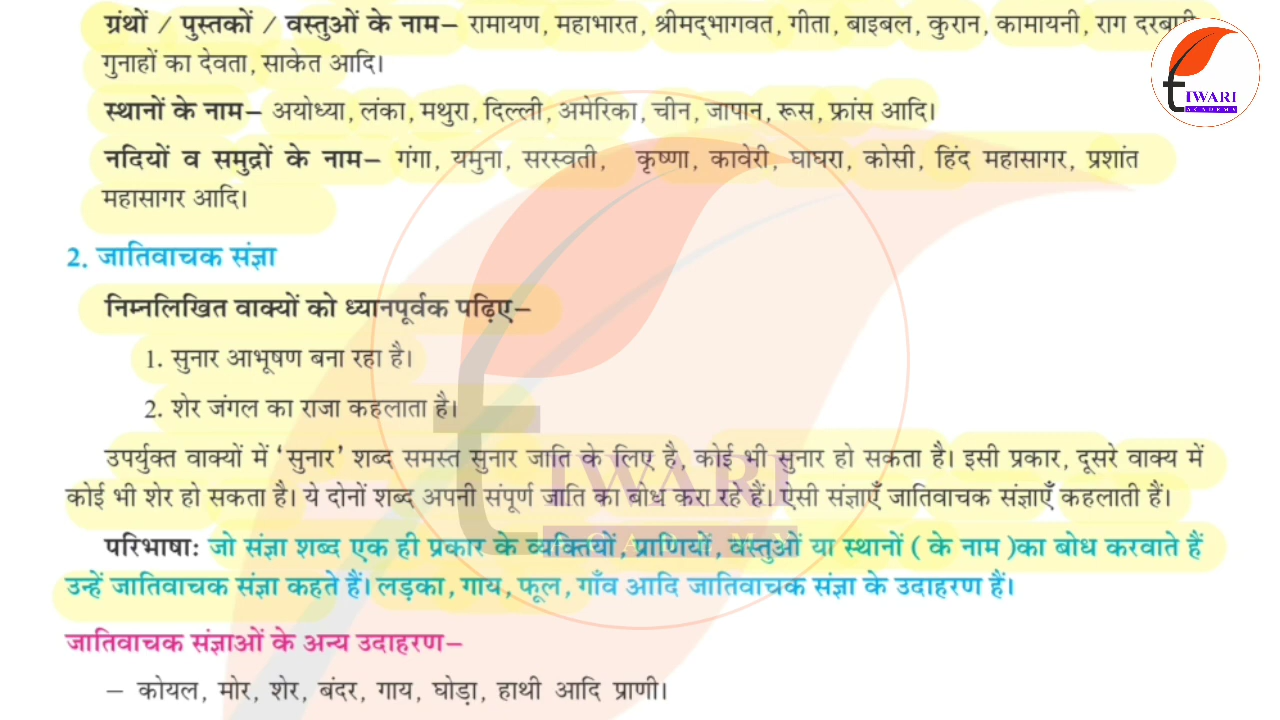 ग्रंथों / पुस्तकों / वस्तुओं के नाम– रामायण, महाभारत, श्रीमद्भागवत, गीता, बाइबल, कुरान, कामायनी, राग दरबारी
गुनाहों का देवता, साकेत आदि।
स्थानों के नाम– अयोध्या, लंका, मथुरा, दिल्ली, अमेरिका, चीन, जापान, रूस, फ्रांस आदि।
नदियों व समुद्रों के नाम– गंगा, यमुना, सरस्वती, कृष्णा, कावेरी, घाघरा, कोसी, हिंद महासागर, प्रशांत
महासागर आदि।
2. जातिवाचक संज्ञा
निम्नलिखित वाक्यों को ध्यानपूर्वक पढ़िए–
1. सुनार आभूषण बना रहा है।
2. शेर जंगल का राजा कहलाता है।
उपर्युक्त वाक्यों में ‘सुनार’ शब्द समस्त सुनार जाति के लिए है, कोई भी सुनार हो सकता है। इसी प्रकार, दूसरे वाक्य में
कोई भी शेर हो सकता है। ये दोनों शब्द अपनी संपूर्ण जाति का बोध करा रहे हैं। ऐसी संज्ञाएँ जातिवाचक संज्ञाएँ कहलाती हैं।
परिभाषा: जो संज्ञा शब्द एक ही प्रकार के व्यक्तियों, प्राणियों, वस्तुओं या स्थानों ( के नाम )का बोध करवाते हैं
उन्हें जातिवाचक संज्ञा कहते हैं। लड़का, गाय, फूल, गाँव आदि जातिवाचक संज्ञा के उदाहरण हैं।
जातिवाचक संज्ञाओं के अन्य उदाहरण–
– कोयल, मोर, शेर, बंदर, गाय, घोड़ा, हाथी आदि प्राणी।
tIWARI
ACADEMY
tIWARI
ACADEMY